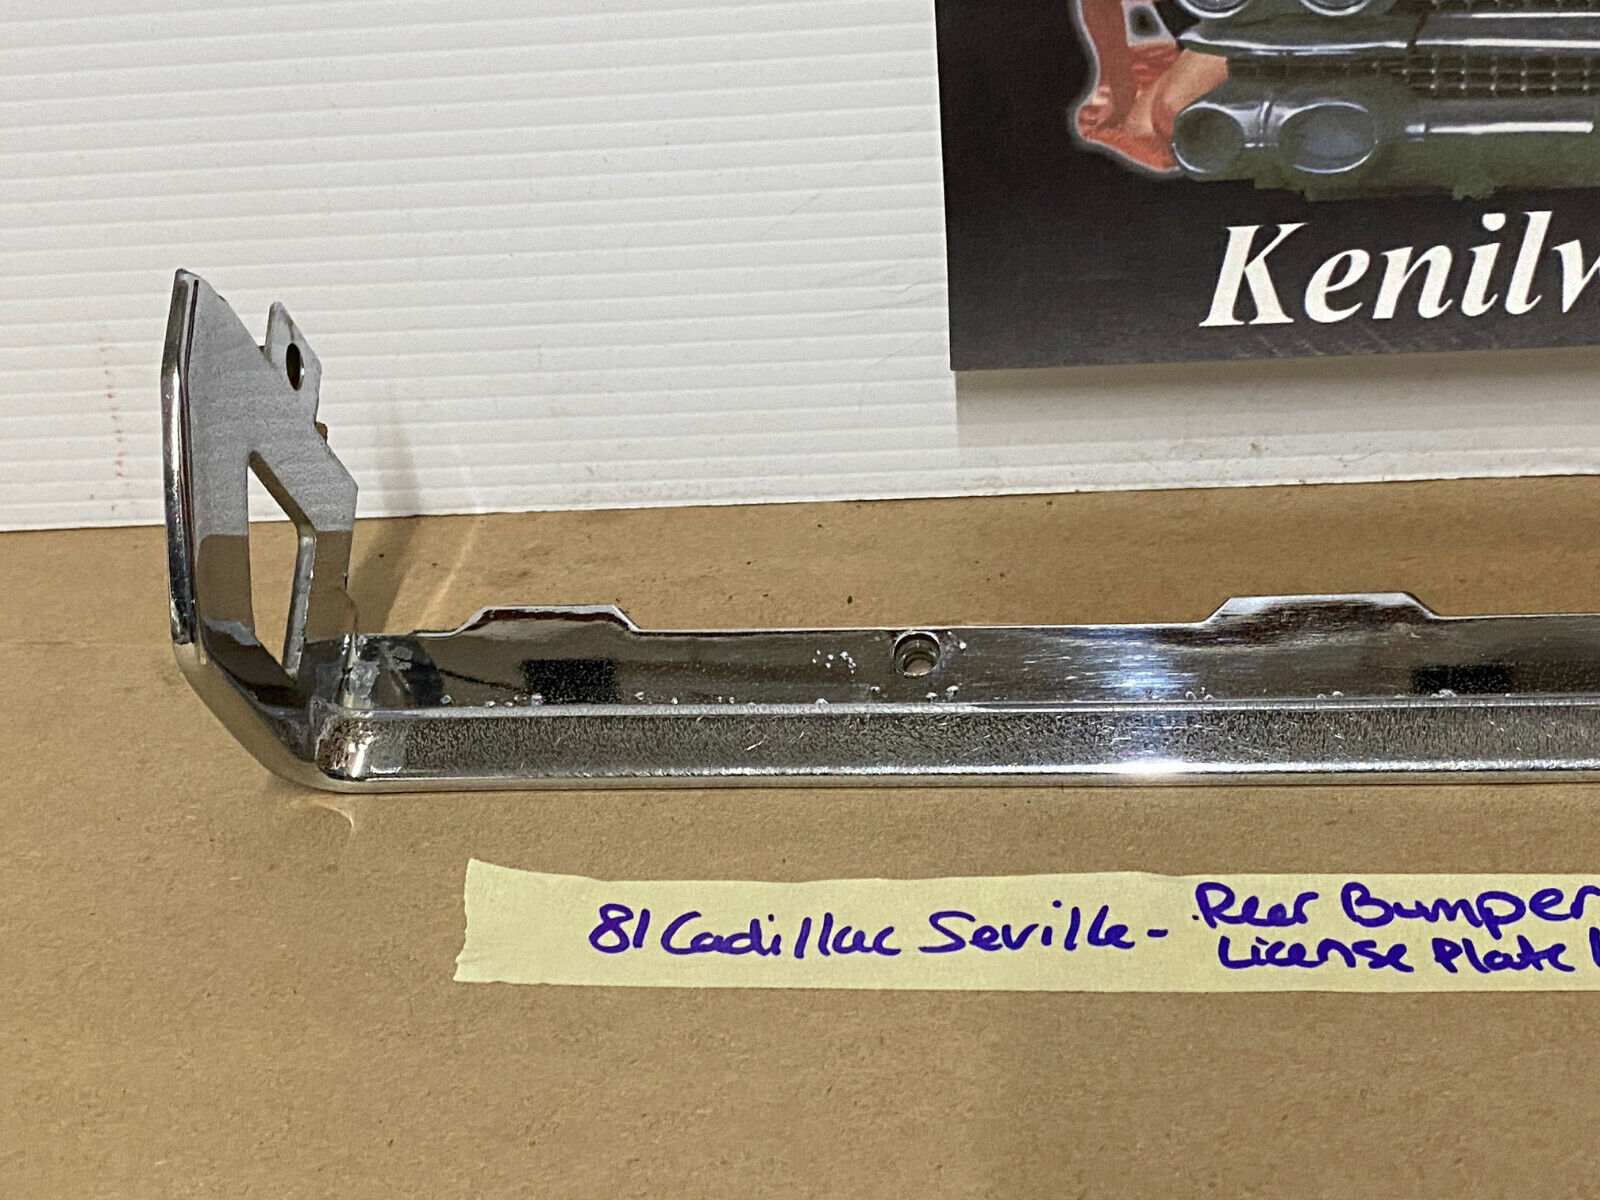 Kenilw
81 Cadillac Seville - Rear Bumper
License Plate